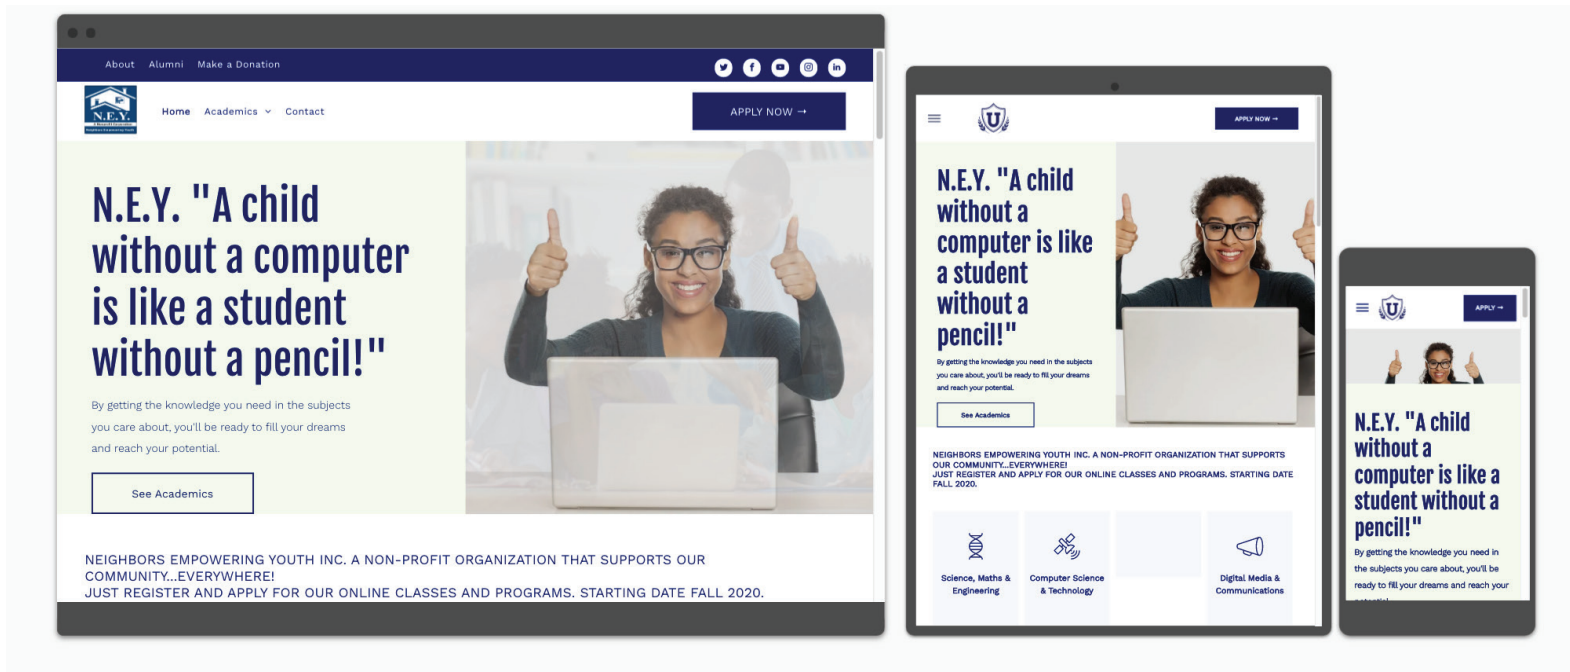 About Alumni Make a Donation
N.E.Y.
Home Academics Contact
APPLY NOW →
N.E.Y. "A child
without a computer
is like a student
without a pencil!"
By getting the knowledge you need in the subjects
you care about, you'll be ready to fill your dreams
and reach your potential.
See Academics
NEIGHBORS EMPOWERING YOUTH INC. A NON-PROFIT ORGANIZATION THAT SUPPORTS OUR
COMMUNITY...EVERYWHERE!
JUST REGISTER AND APPLY FOR OUR ONLINE CLASSES AND PROGRAMS. STARTING DATE FALL 2020.
U
APPLY NOW →
N.E.Y. "A child
without a
computer is like
a student
without a
pencil!"
By getting the knowledge you need in the subjects
you care about, you'll be ready to fill your dreams
and reach your potential.
See Academics
NEIGHBORS EMPOWERING YOUTH INC. A NON-PROFIT ORGANIZATION THAT SUPPORTS
OUR COMMUNITY...EVERYWHERE!
JUST REGISTER AND APPLY FOR OUR ONLINE CLASSES AND PROGRAMS. STARTING DATE
FALL 2020.
Science, Maths &
Engineering
Computer Science
& Technology
Digital Media &
Communications
U
APPLY →
N.E.Y. "A child
without a
computer is like a
student without a
pencil!"
By getting the knowledge you need in
the subjects you care about, you'll be
ready to fill your dreams and reach your